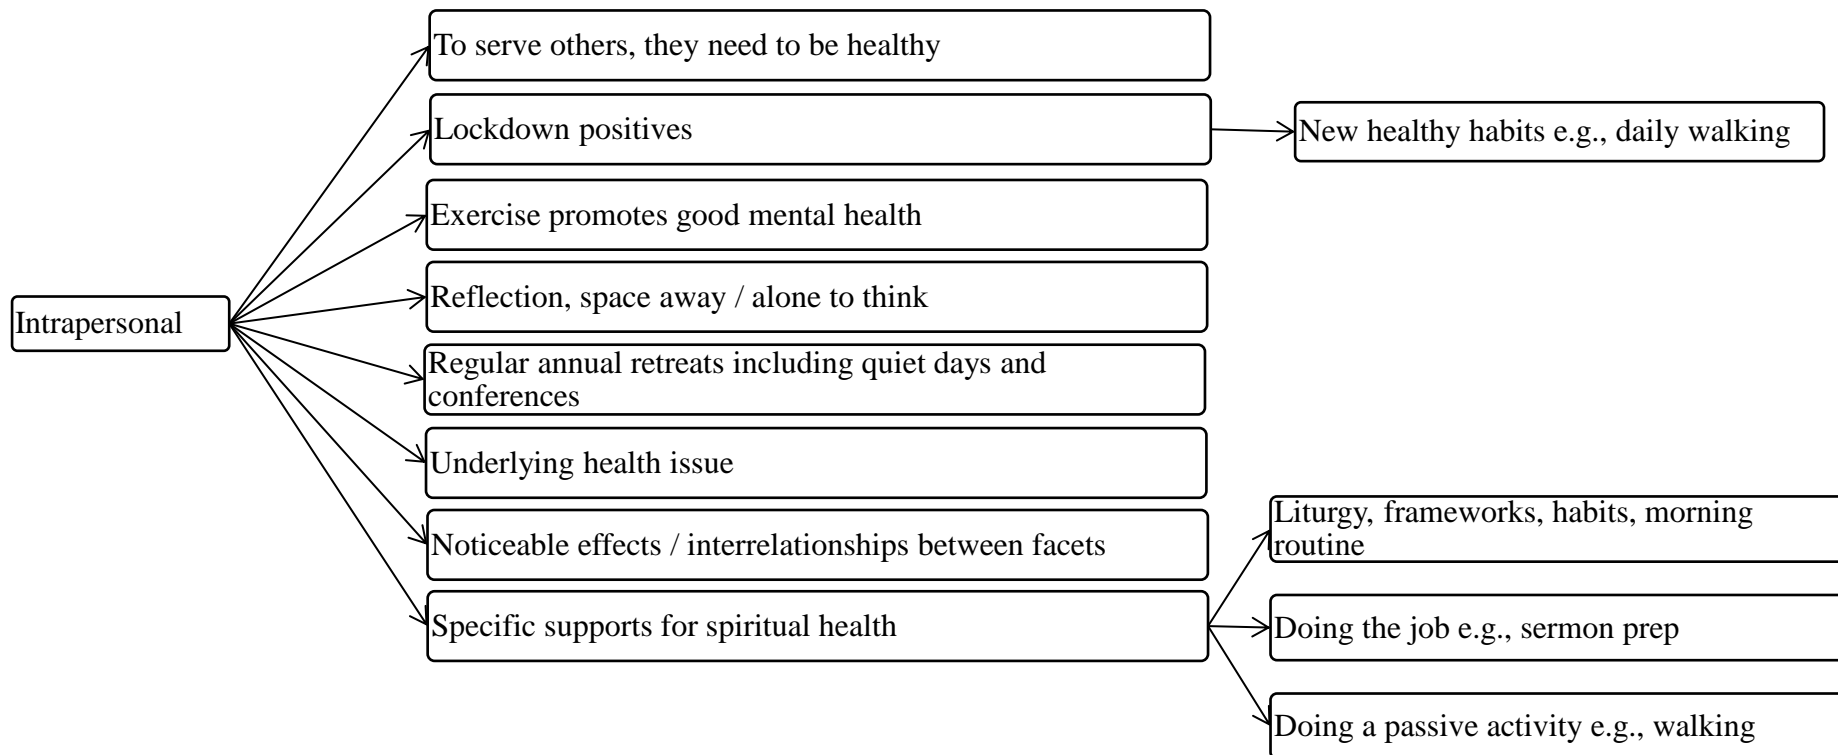 To serve others, they need to be healthy
Lockdown positives
New healthy habits e.g., daily walking
Exercise promotes good mental health
Reflection, space away / alone to think
Intrapersonal
Regular annual retreats including quiet days and
conferences
Underlying health issue
Noticeable effects / interrelationships between facets
Specific supports for spiritual health
Liturgy, frameworks, habits, morning
routine
Doing the job e.g., sermon prep
Doing a passive activity e.g., walking